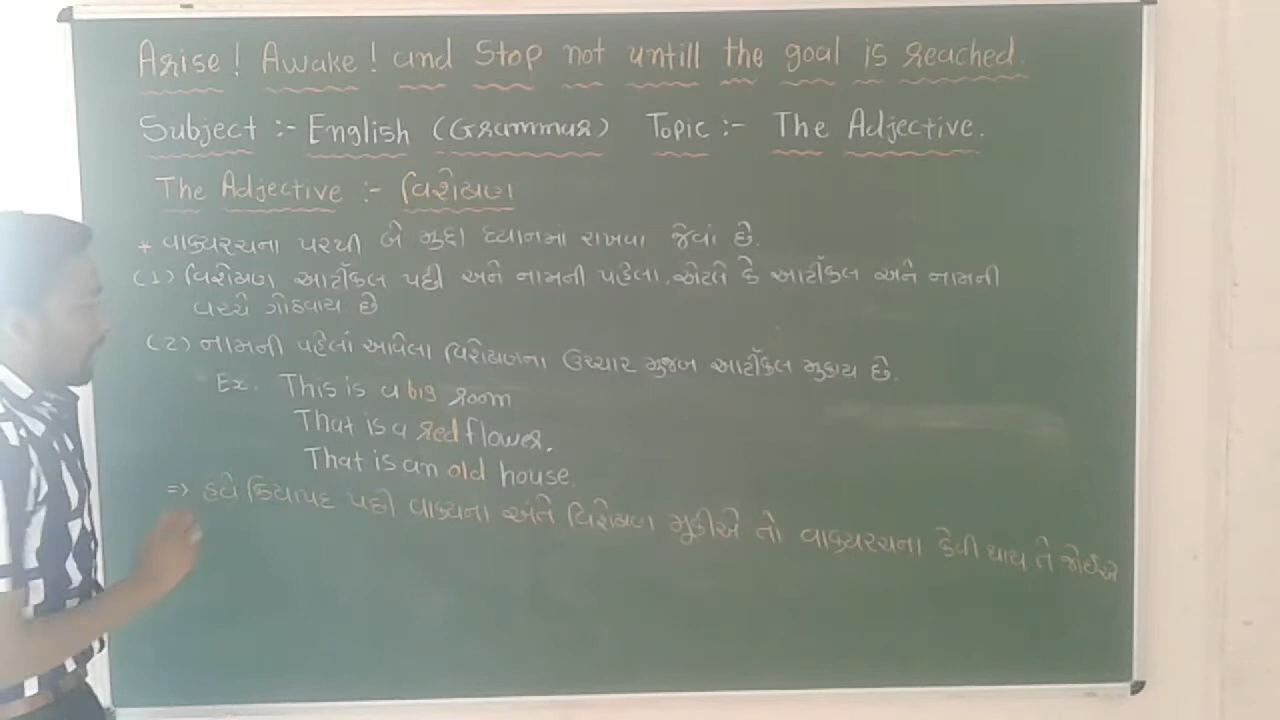 Arise! Awake! and Stop not untill the goal is reached.
Subject :- English (Grammar) Topic :- The Adjective.
The Adjective :- વિશેષણ
* વાક્યરચના પરથી બે મુદ્દા ધ્યાનમાં રાખવા જેવાં છે.
(1) વિશેષણ આર્ટીકલ પછી અને નામની પહેલા. એટલે કે આર્ટીકલ અને નામની
વચ્ચે ગોઠવાય છે
(2) નામની પહેલાં આવેલા વિશેષણના ઉચ્ચાર મુજબ આર્ટીકલ મુકાય છે.
Ex. This is a big room
That is a red flower.
That is an old house.
=> હવે ક્રિયાપદ પછી વાક્યના અંતે વિશેષણ મૂકીએ તો વાક્યરચના કેવી થાય તે જોઈએ